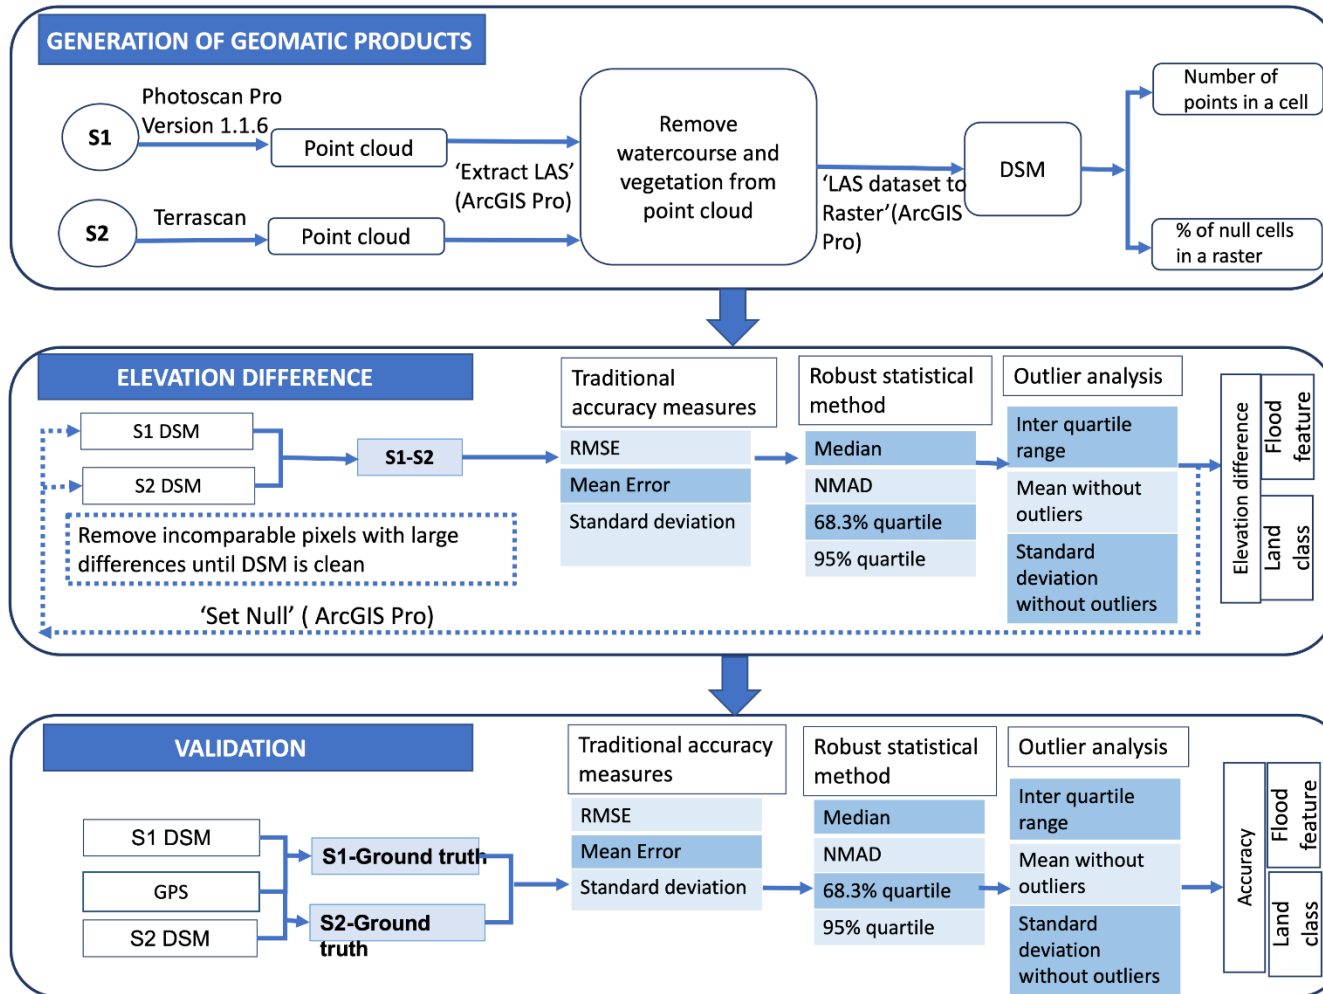 GENERATION OF GEOMATIC PRODUCTS
S1
Photoscan Pro
Version 1.1.6
Point cloud
S2
Terrascan
Point cloud
‘Extract LAS’
(ArcGIS Pro)
Remove
watercourse and
vegetation from
point cloud
‘LAS dataset to
Raster’(ArcGIS
Pro)
DSM
Number of
points in a cell
% of null cells
in a raster
ELEVATION DIFFERENCE
S1 DSM
S2 DSM
S1-S2
Remove incomparable pixels with large
differences until DSM is clean
‘Set Null’ ( ArcGIS Pro)
Traditional
accuracy measures
RMSE
Mean Error
Standard deviation
Robust statistical
method
Median
NMAD
68.3% quartile
95% quartile
Outlier analysis
Inter quartile
range
Mean without
outliers
Standard
deviation
without outliers
Elevation difference
Flood
feature
Land
class
VALIDATION
S1 DSM
GPS
S2 DSM
S1-Ground truth
S2-Ground
truth
Traditional accuracy
measures
RMSE
Mean Error
Standard deviation
Robust statistical
method
Median
NMAD
68.3% quartile
95% quartile
Outlier analysis
Inter quartile
range
Mean without
outliers
Standard
deviation
without outliers
Accuracy
Flood
feature
Land
class